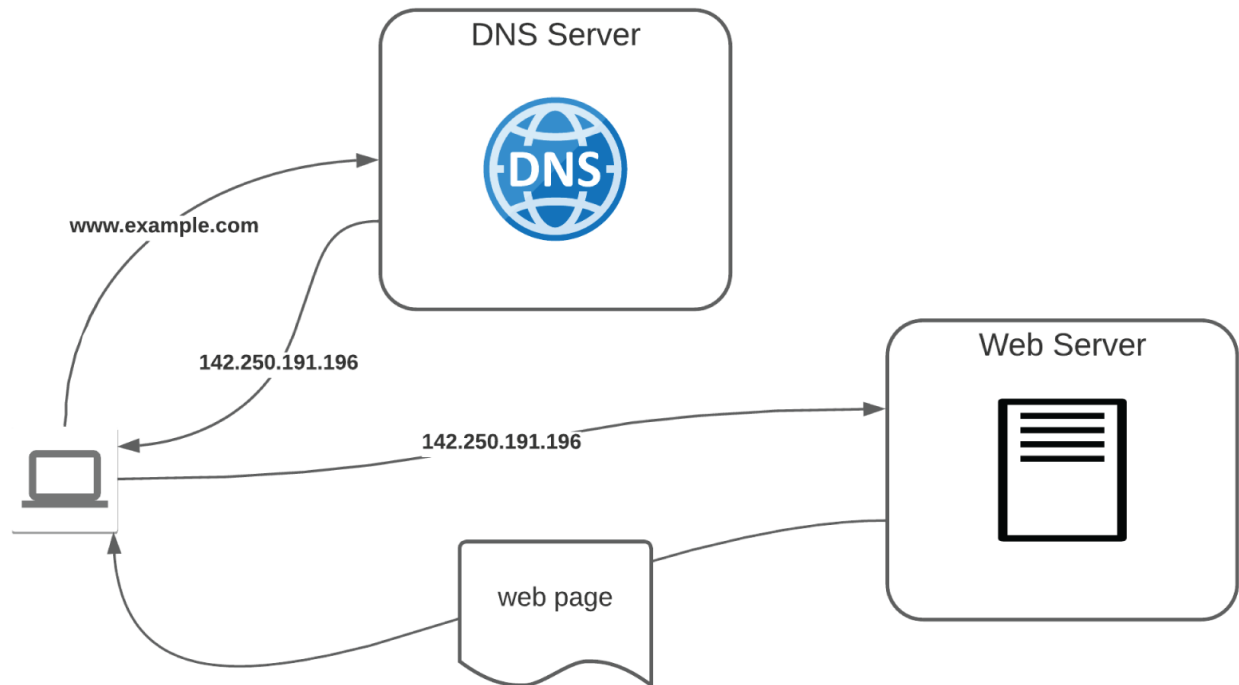 DNS Server
DNS
www.example.com
142.250.191.196
Web Server
142.250.191.196
web page